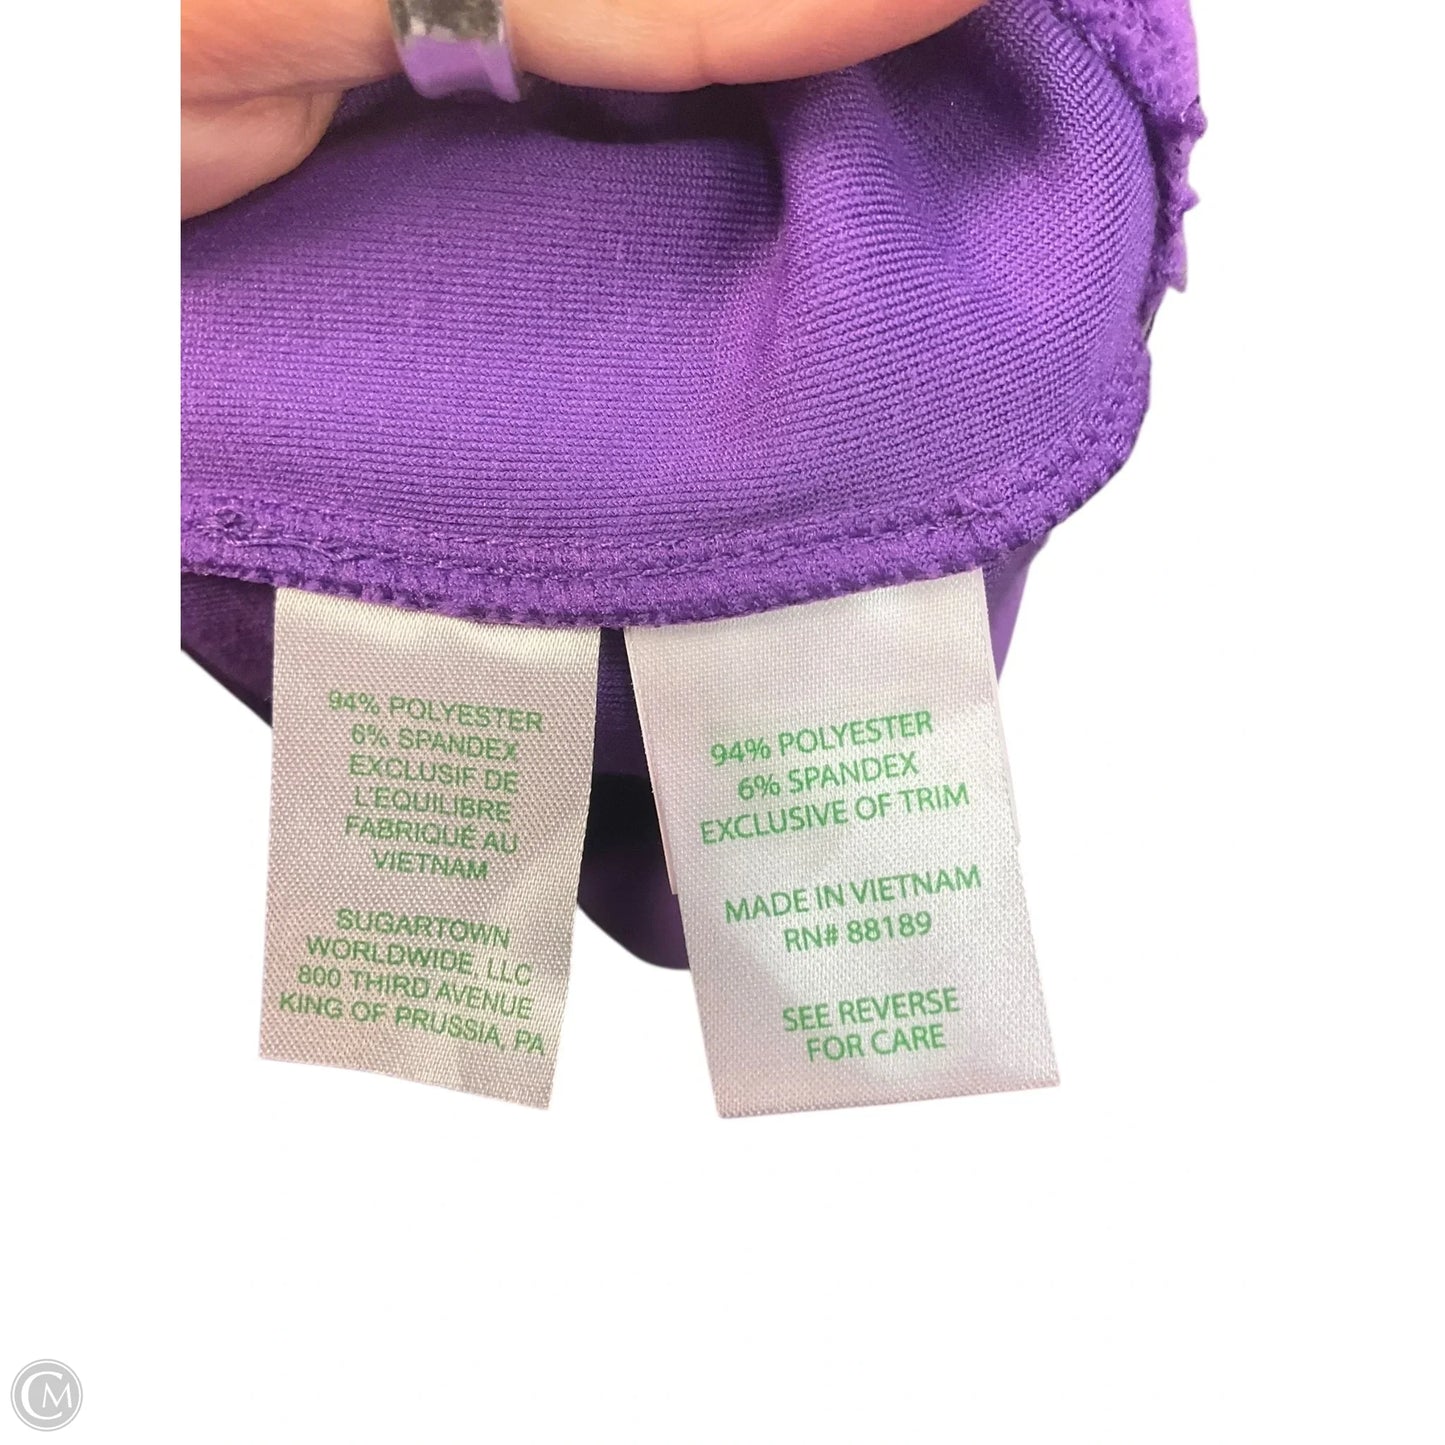 94% POLYESTER
6% SPANDEX
EXCLUSIF DE
L'EQUILIBRE
FABRIQUÉ AU
VIETNAM
SUGARTOWN
WORLDWIDE, LLC
800 THIRD AVENUE
KING OF PRUSSIA, PA
94% POLYESTER
6% SPANDEX
EXCLUSIVE OF TRIM
MADE IN VIETNAM
RN# 88189
SEE REVERSE
FOR CARE
CM